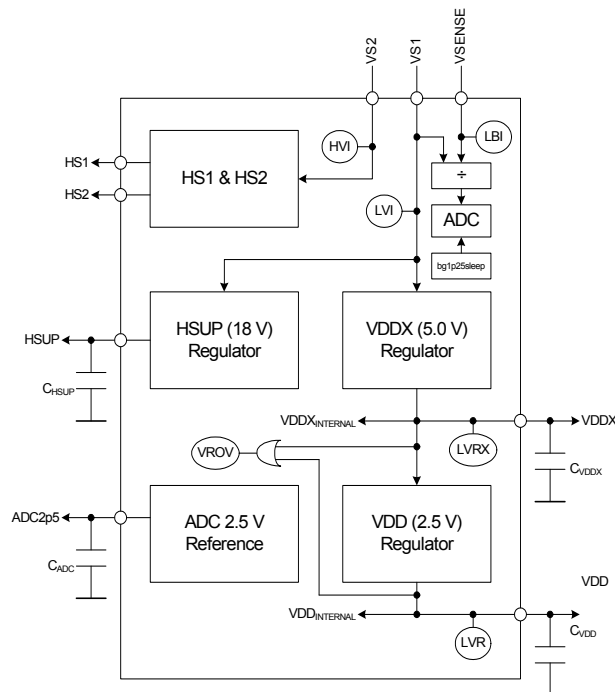 VS2
VS1
VSENSE
HVI
LBI
HS1
HS2
HS1 & HS2
÷
LVI
ADC
bg1p25sleep
HSUP
HSUP (18 V)
Regulator
VDDX (5.0 V)
Regulator
CHSUP
VDDXINTERNAL
VDDX
LVRX
VROV
CVDDX
ADC2p5
ADC 2.5 V
Reference
VDD (2.5 V)
Regulator
CADC
VDD
VDDINTERNAL
LVR
CVDD